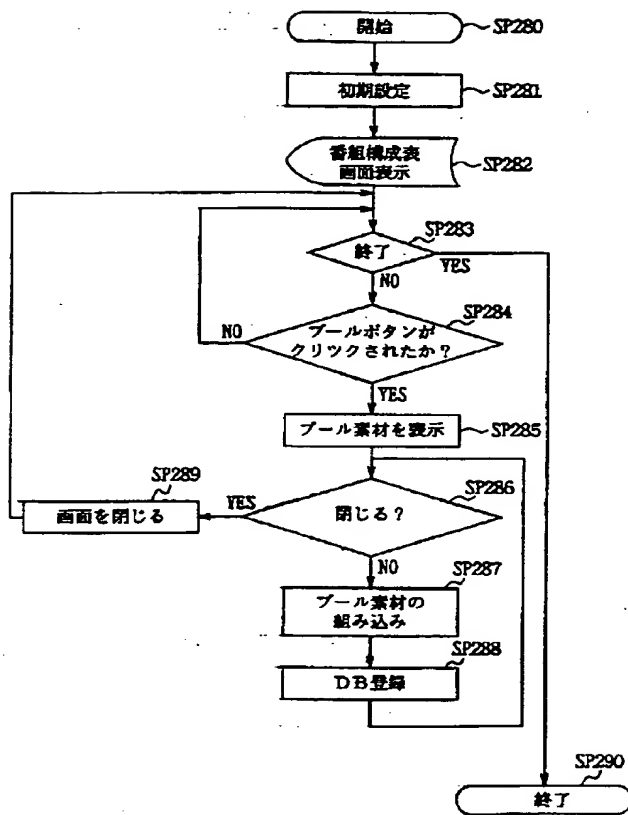 開始
SP280
初期設定
SP281
番組構成表
画面表示
SP282
SP283
終了
YES
NO
SP284
プールボタンが
クリツクされたか？
NO
YES
プール素材を表示
SP285
SP286
閉じる？
YES
SP289
画面を閉じる
NO
SP287
プール素材の
組み込み
SP288
DB登録
SP290
終了